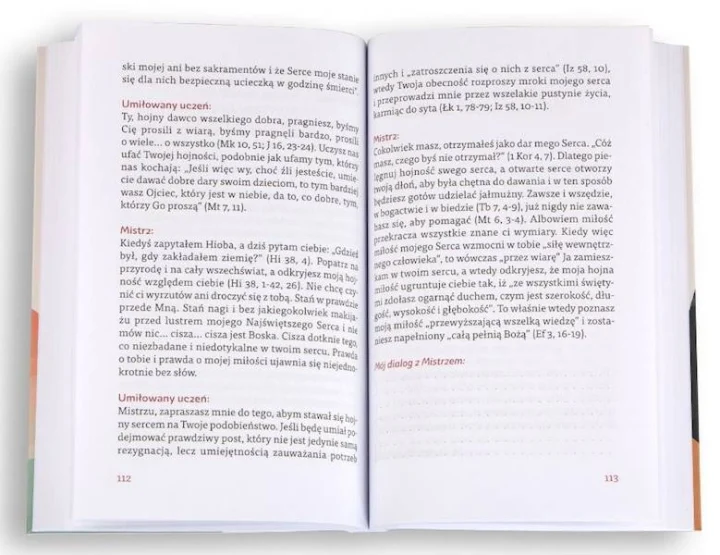 ski mojej ani bez sakramentów i że Serce moje stanie
się dla nich bezpieczną ucieczką w godzinę śmierci”.
Umiłowany uczeń:
Ty, hojny dawco wszelkiego dobra, pragniesz, byśmy
Cię prosili z wiarą, byśmy pragnęli bardzo, prosili
o wiele... o wszystko (Mk 10, 51; J 16, 23-24). Uczysz nas
ufać Twojej hojności, podobnie jak ufamy tym, którzy
nas kochają: „Jeśli więc wy, choć źli jesteście, umie-
cie dawać dobre dary swoim dzieciom, to tym bardziej
wasz Ojciec, który jest w niebie, da to, co dobre, tym,
którzy Go proszą” (Mt 7, 11).
Mistrz:
Kiedyś zapytałem Hioba, a dziś pytam ciebie: „Gdzieś
był, gdy zakładałem ziemię?” (Hi 38, 4). Popatrz na
przyrodę i na cały wszechświat, a odkryjesz moją hoj-
ność względem ciebie (Hi 38, 1-42, 26). Nie chcę czy-
nić ci wyrzutów ani droczyć się z tobą. Stań w prawdzie
przede Mną. Stań nagi i bez jakiegokolwiek makija-
żu przed lustrem mojego Najświętszego Serca i nie
mów nic... cisza... cisza jest Boska. Cisza dotknie tego,
co niezbadane i niedotykalne w twoim sercu. Prawda
o tobie i prawda o mojej miłości ujawnia się niejedno-
krotnie bez słów.
Umiłowany uczeń:
Mistrzu, zapraszasz mnie do tego, abym stawał się hoj-
ny sercem na Twoje podobieństwo. Jeśli będę umiał po-
dejmować prawdziwy post, który nie jest jedynie samą
rezygnacją, lecz umiejętnością zauważania potrzeb
112
innych i „zatroszczenia się o nich z serca” (Iz 58, 10),
wtedy Twoja obecność rozproszy mroki mojego serca
i przeprowadzi mnie przez wszelakie pustynie życia,
karmiąc do syta (Łk 1, 78-79; Iz 58, 10-11).
Mistrz:
Cokolwiek masz, otrzymałeś jako dar mego Serca. „Cóż
masz, czego byś nie otrzymał?” (1 Kor 4, 7). Dlatego pie-
lęgnuj hojność swego serca, a otwarte serce otworzy
twoją dłoń, aby była chętna do dawania i w ten sposób
będziesz gotów udzielać jałmużny. Zawsze i wszędzie,
w bogactwie i w biedzie (Tb 7, 4-9), już nigdy nie zawa-
hasz się, aby pomagać (Mt 6, 3-4). Albowiem miłość
przekracza wszystkie znane ci wymiary. Kiedy więc
miłość mojego Serca wzmocni w tobie „siłę wewnętrz-
nego człowieka”, to wówczas „przez wiarę” Ja zamiesz-
kam w twoim sercu, a wtedy odkryjesz, że moja hojna
miłość ugruntuje ciebie tak, iż „ze wszystkimi święty-
mi zdołasz ogarnąć duchem, czym jest szerokość, dłu-
gość, wysokość i głębokość”. To właśnie wtedy poznasz
moją miłość „przewyższającą wszelką wiedzę” i zosta-
niesz napełniony „całą pełnią Bożą” (Ef 3, 16-19).
Mój dialog z Mistrzem:
113